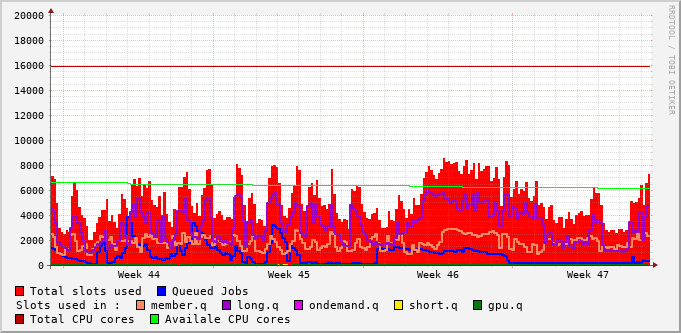 RRDTOOL / TOBI OETIKER
20000
18000
16000
14000
12000
10000
8000
6000
4000
2000
0
Week 44 Week 45 Week 46 Week 47
Total slots used Queued Jobs
Slots used in : member.q long.q ondemand.q short.q gpu.q
Total CPU cores Availale CPU cores